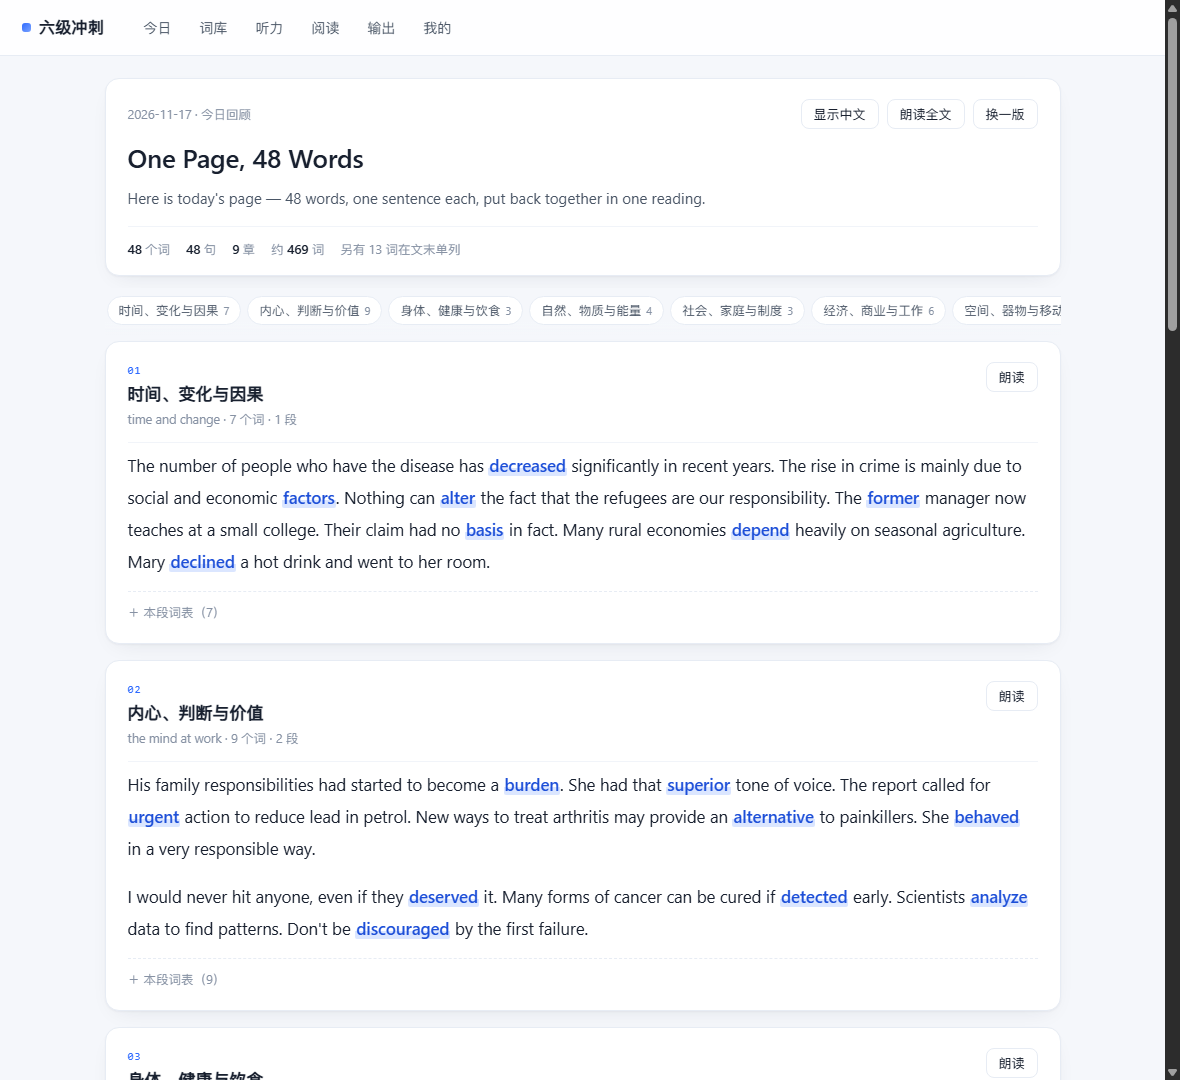 六级冲刺 今日 词库 听力 阅读 输出 我的
2026-11-17 · 今日回顾 显示中文 朗读全文 换一版
One Page, 48 Words
Here is today's page — 48 words, one sentence each, put back together in one reading.
48 个词 48 句 9 章 约 469 词 另有 13 词在文末单列
时间、变化与因果 7 内心、判断与价值 9 身体、健康与饮食 3 自然、物质与能量 4 社会、家庭与制度 3 经济、商业与工作 6 空间、器物与移动
01
时间、变化与因果 朗读
time and change · 7 个词 · 1 段
The number of people who have the disease has decreased significantly in recent years. The rise in crime is mainly due to
social and economic factors. Nothing can alter the fact that the refugees are our responsibility. The former manager now
teaches at a small college. Their claim had no basis in fact. Many rural economies depend heavily on seasonal agriculture.
Mary declined a hot drink and went to her room.
+ 本段词表（7）
02
内心、判断与价值 朗读
the mind at work · 9 个词 · 2 段
His family responsibilities had started to become a burden. She had that superior tone of voice. The report called for
urgent action to reduce lead in petrol. New ways to treat arthritis may provide an alternative to painkillers. She behaved
in a very responsible way.
I would never hit anyone, even if they deserved it. Many forms of cancer can be cured if detected early. Scientists analyze
data to find patterns. Don't be discouraged by the first failure.
+ 本段词表（9）
03
身体、健康与饮食 朗读